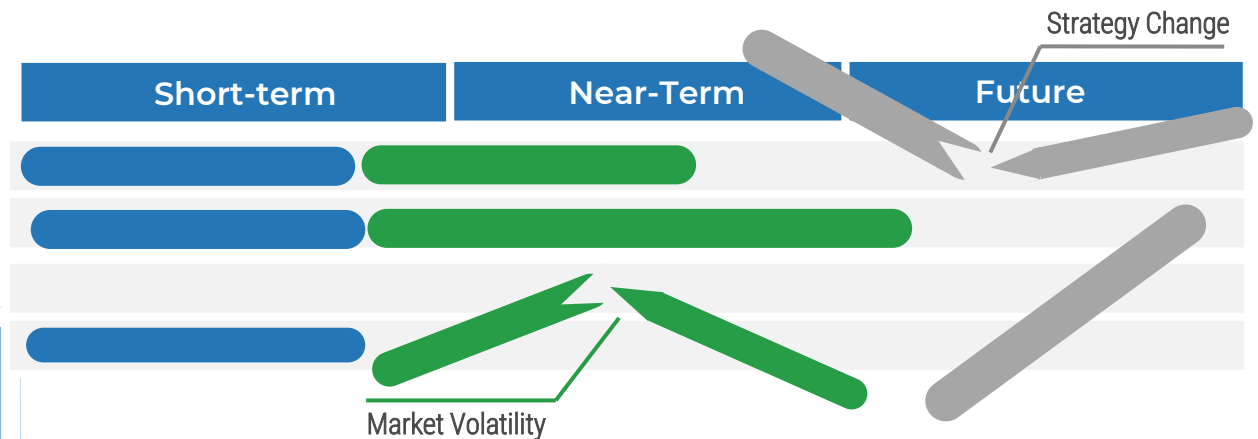 Strategy Change
Short-term
Near-Term
Future
Market Volatility